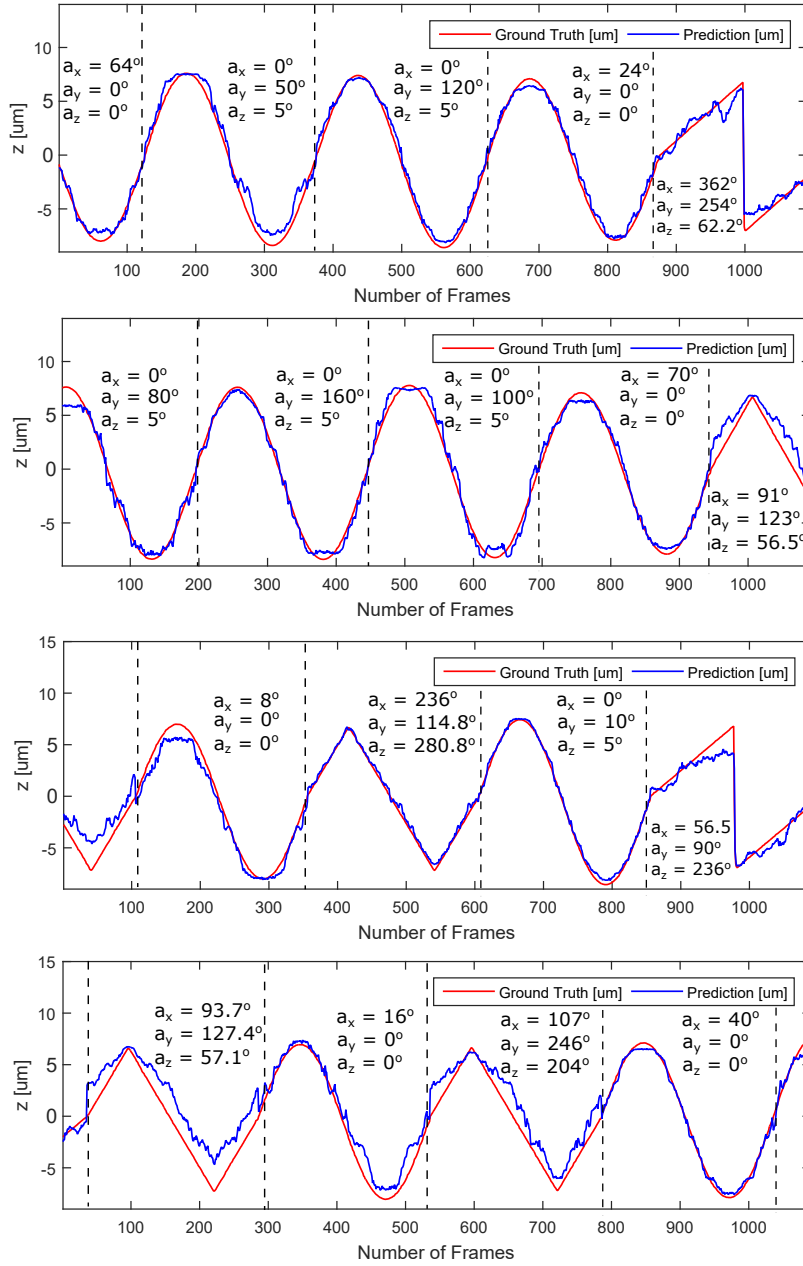 Ground Truth [um] Prediction [um]
a_x = 64° a_x = 0° a_x = 0° a_x = 24°
a_y = 0° a_y = 50° a_y = 120° a_y = 0°
a_z = 0° a_z = 5° a_z = 5° a_z = 0°
a_x = 362°
a_y = 254°
a_z = 62.2°
z [um]
10
5
0
-5
100 200 300 400 500 600 700 800 900 1000
Number of Frames
Ground Truth [um] Prediction [um]
a_x = 0° a_x = 0° a_x = 0° a_x = 70°
a_y = 80° a_y = 160° a_y = 100° a_y = 0°
a_z = 5° a_z = 5° a_z = 5° a_z = 0°
a_x = 91°
a_y = 123°
a_z = 56.5°
z [um]
10
5
0
-5
100 200 300 400 500 600 700 800 900 1000
Number of Frames
Ground Truth [um] Prediction [um]
a_x = 8° a_x = 236° a_x = 0°
a_y = 0° a_y = 114.8° a_y = 10°
a_z = 0° a_z = 280.8° a_z = 5°
a_x = 56.5
a_y = 90°
a_z = 236°
z [um]
15
10
5
0
-5
100 200 300 400 500 600 700 800 900 1000
Number of Frames
Ground Truth [um] Prediction [um]
a_x = 93.7° a_x = 16° a_x = 107° a_x = 40°
a_y = 127.4° a_y = 0° a_y = 246° a_y = 0°
a_z = 57.1° a_z = 0° a_z = 204° a_z = 0°
z [um]
15
10
5
0
-5
100 200 300 400 500 600 700 800 900 1000
Number of Frames